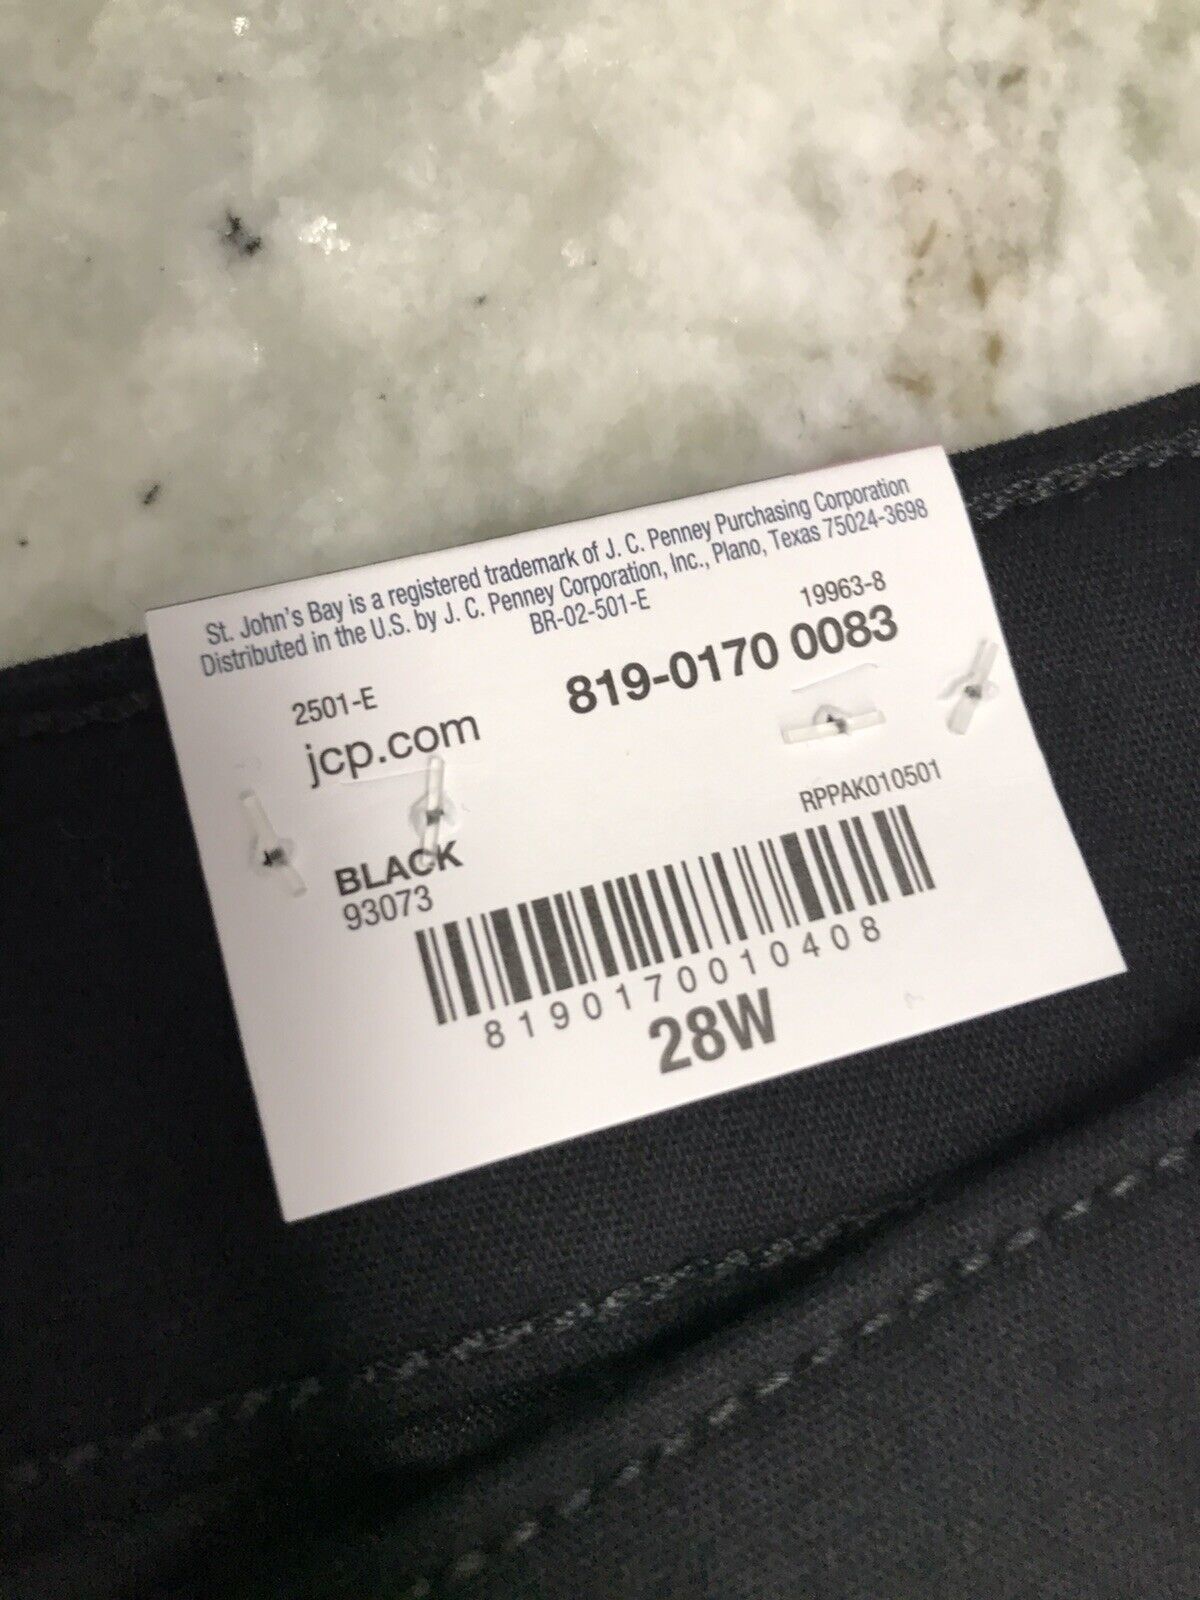 St. John's Bay is a registered trademark of J. C. Penney Purchasing Corporation
Distributed in the U.S. by J. C. Penney Corporation, Inc., Plano, Texas 75024-3698
BR-02-501-E
19963-8
2501-E
819-0170 0083
jcp.com
RPPAK010501
BLACK
93073
8190170010408
28W